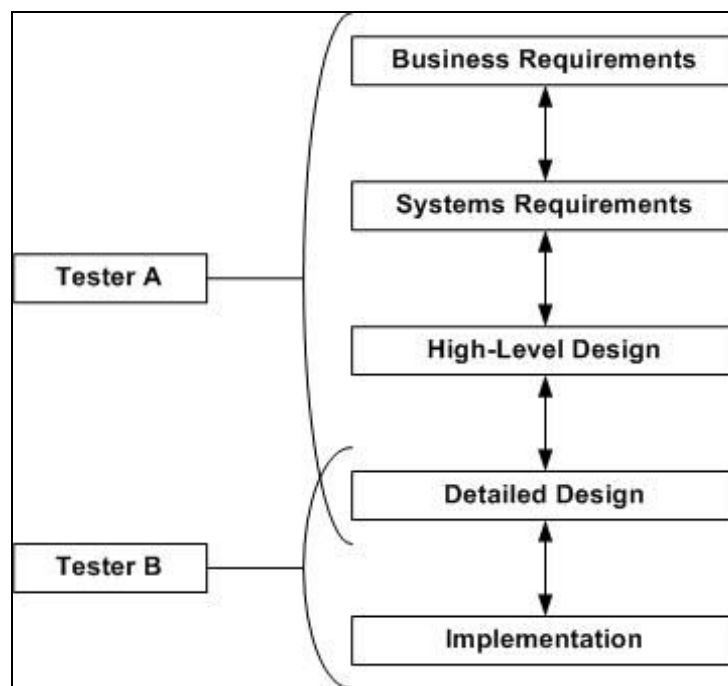 Business Requirements
Systems Requirements
Tester A
High-Level Design
Detailed Design
Tester B
Implementation